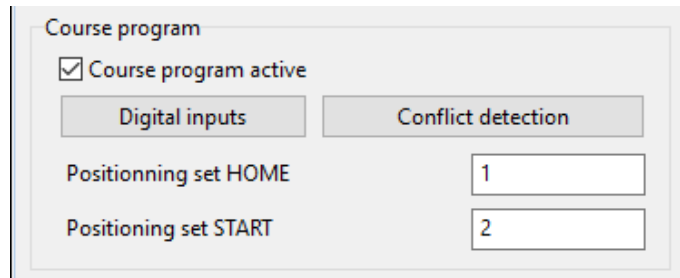 Course program
Course program active
Digital inputs Conflict detection
Positionning set HOME 1
Positioning set START 2